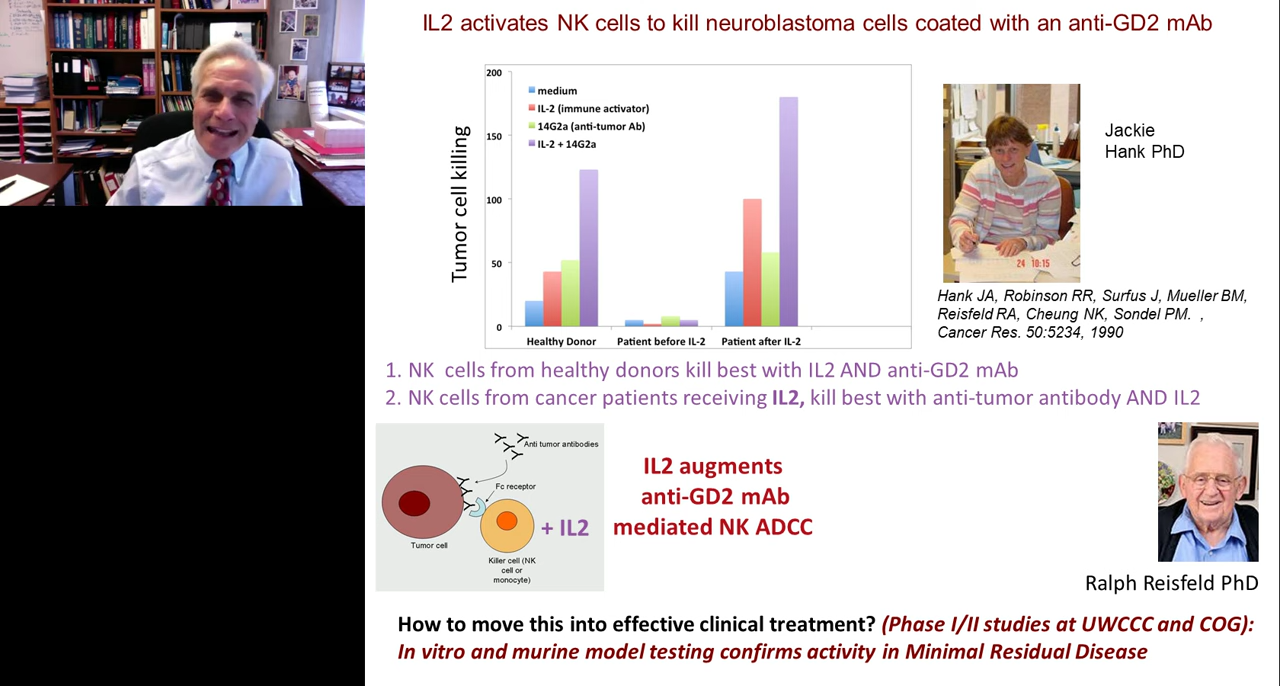 IL2 activates NK cells to kill neuroblastoma cells coated with an anti-GD2 mAb
200
150
100
50
0
Tumor cell killing
medium
IL-2 (immune activator)
14G2a (anti-tumor Ab)
IL-2 + 14G2a
Healthy Donor
Patient before IL-2
Patient after IL-2
Jackie
Hank PhD
24 10:15
Hank JA, Robinson RR, Surfus J, Mueller BM,
Reisfeld RA, Cheung NK, Sondel PM. ,
Cancer Res. 50:5234, 1990
1. NK cells from healthy donors kill best with IL2 AND anti-GD2 mAb
2. NK cells from cancer patients receiving IL2, kill best with anti-tumor antibody AND IL2
Anti tumor antibodies
Fc receptor
+ IL2
Tumor cell
Killer cell (NK
cell or
monocyte)
IL2 augments
anti-GD2 mAb
mediated NK ADCC
Ralph Reisfeld PhD
How to move this into effective clinical treatment? (Phase I/II studies at UWCCC and COG):
In vitro and murine model testing confirms activity in Minimal Residual Disease